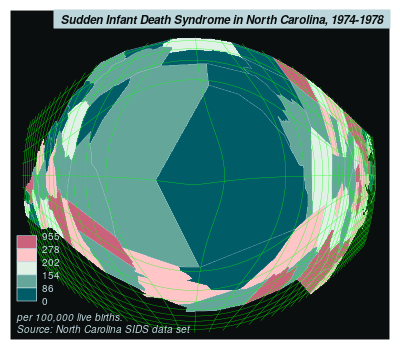 Sudden Infant Death Syndrome in North Carolina, 1974-1978
955
278
202
154
86
0
per 100,000 live births.
Source: North Carolina SIDS data set